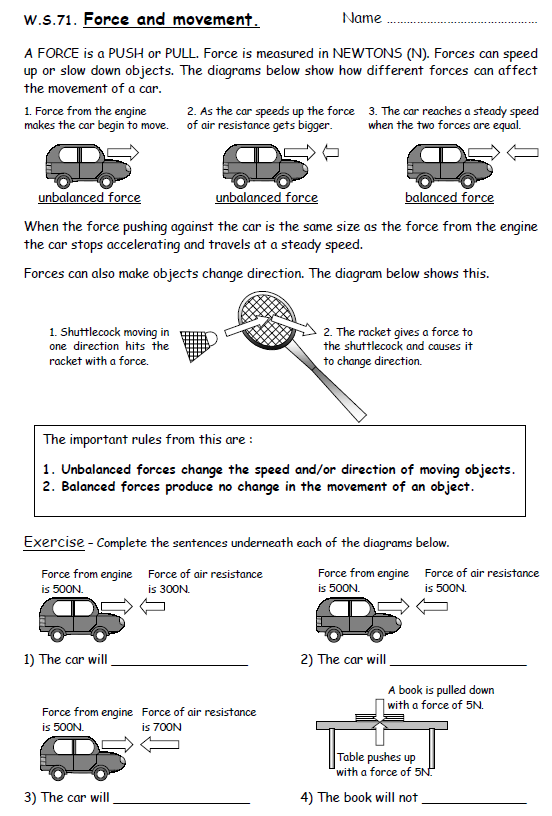 W.S.71. Force and movement. Name ................................................
A FORCE is a PUSH or PULL. Force is measured in NEWTONS (N). Forces can speed
up or slow down objects. The diagrams below show how different forces can affect
the movement of a car.
1. Force from the engine
makes the car begin to move.
2. As the car speeds up the force
of air resistance gets bigger.
3. The car reaches a steady speed
when the two forces are equal.
unbalanced force
unbalanced force
balanced force
When the force pushing against the car is the same size as the force from the engine
the car stops accelerating and travels at a steady speed.
Forces can also make objects change direction. The diagram below shows this.
1. Shuttlecock moving in
one direction hits the
racket with a force.
2. The racket gives a force to
the shuttlecock and causes it
to change direction.
The important rules from this are :
1. Unbalanced forces change the speed and/or direction of moving objects.
2. Balanced forces produce no change in the movement of an object.
Exercise - Complete the sentences underneath each of the diagrams below.
Force from engine
is 500N.
Force of air resistance
is 300N.
1) The car will ____________________
Force from engine
is 500N.
Force of air resistance
is 500N.
2) The car will ____________________
Force from engine
is 500N.
Force of air resistance
is 700N
3) The car will ____________________
A book is pulled down
with a force of 5N.
Table pushes up
with a force of 5N.
4) The book will not _______________